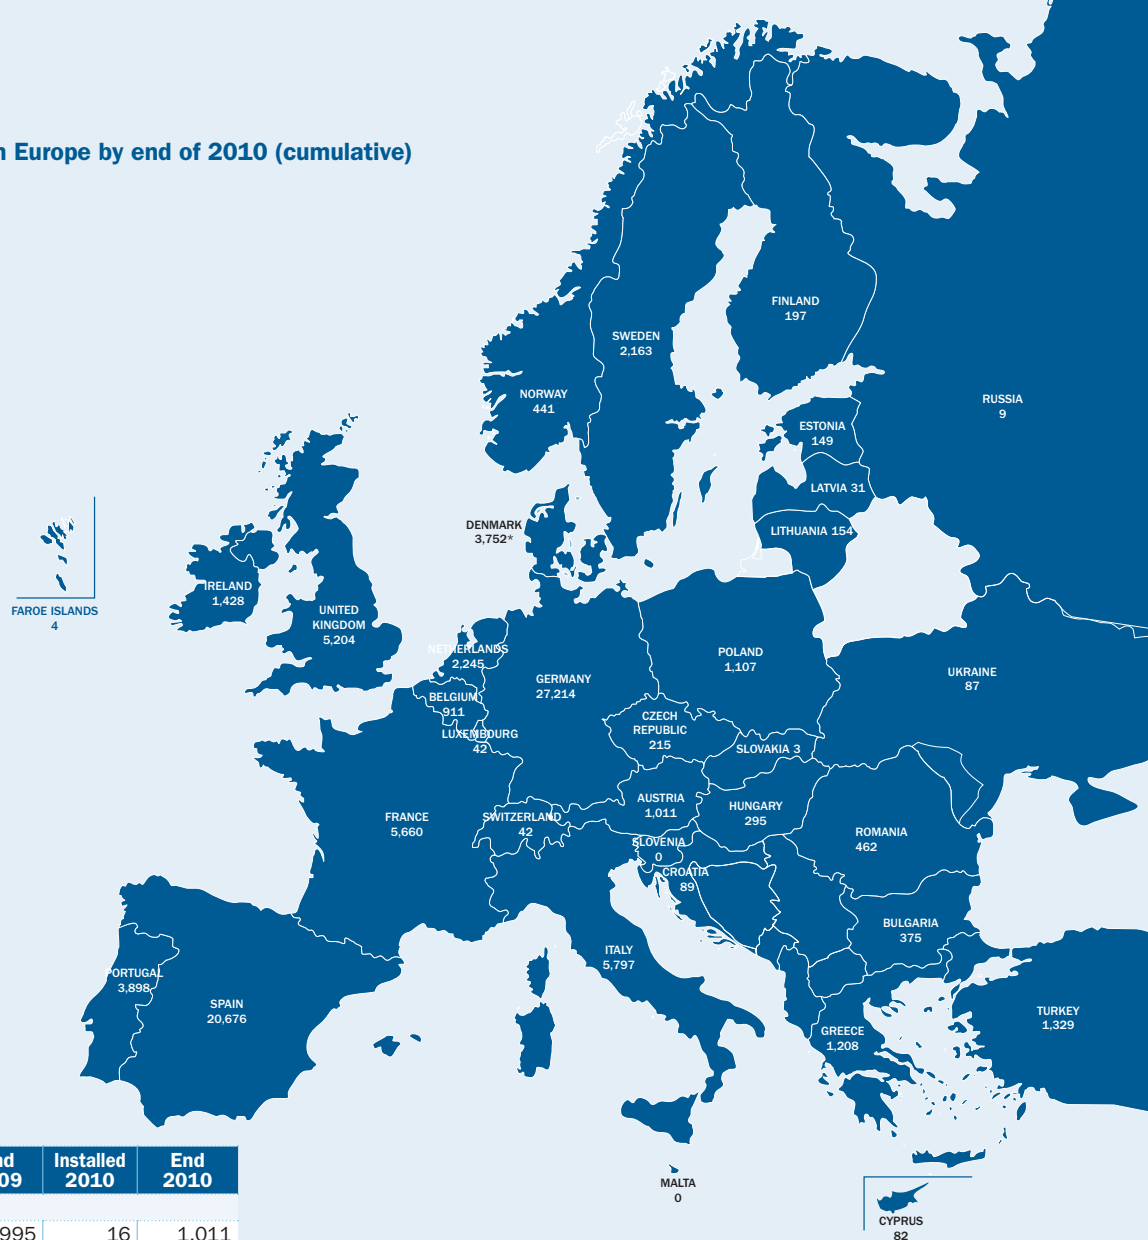 Europe by end of 2010 (cumulative)
FINLAND
197
SWEDEN
2,163
NORWAY
441
RUSSIA
9
ESTONIA
149
LATVIA 31
LITHUANIA 154
DENMARK
3,752*
IRELAND
1,428
FAROE ISLANDS
4
UNITED
KINGDOM
5,204
NETHERLANDS
2,245
POLAND
1,107
UKRAINE
87
GERMANY
27,214
BELGIUM
911
CZECH
REPUBLIC
215
LUXEMBOURG
42
SLOVAKIA 3
AUSTRIA
1,011
HUNGARY
295
FRANCE
5,660
SWITZERLAND
42
ROMANIA
462
SLOVENIA
0
CROATIA
89
BULGARIA
375
ITALY
5,797
PORTUGAL
3,898
SPAIN
20,676
TURKEY
1,329
GREECE
1,208
MALTA
0
CYPRUS
82
Installed
2010
End
2010
995 16 1,011